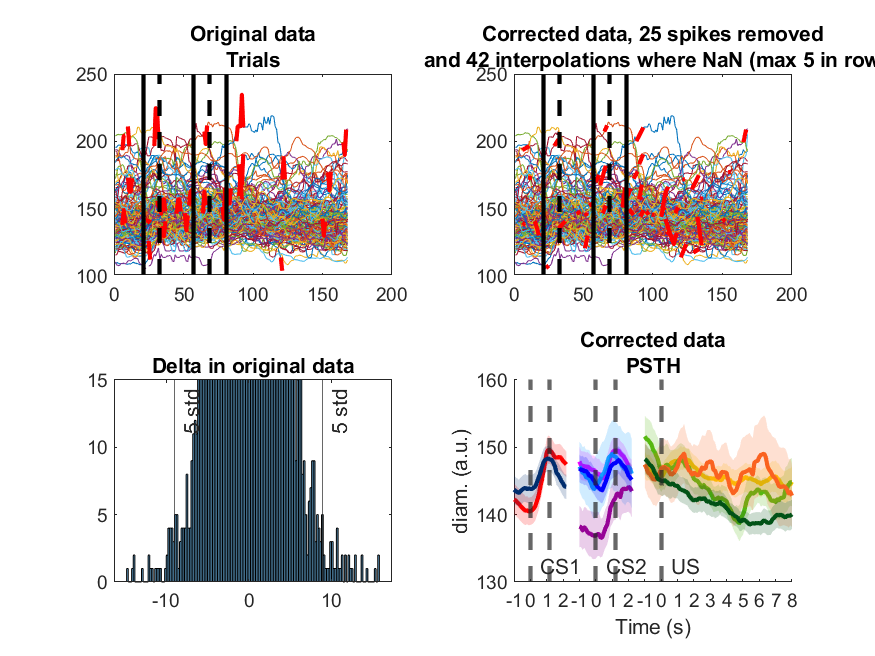 Original data
Trials
250
200
150
100
0 50 100 150 200
Corrected data, 25 spikes removed
and 42 interpolations where NaN (max 5 in row
250
200
150
100
0 50 100 150 200
Delta in original data
15
10
5
0
5 std
5 std
-10 0 10
Corrected data
PSTH
160
150
140
130
diam. (a.u.)
CS1 CS2 US
-1 0 1 2 -1 0 1 2 -1 0 1 2 3 4 5 6 7 8
Time (s)